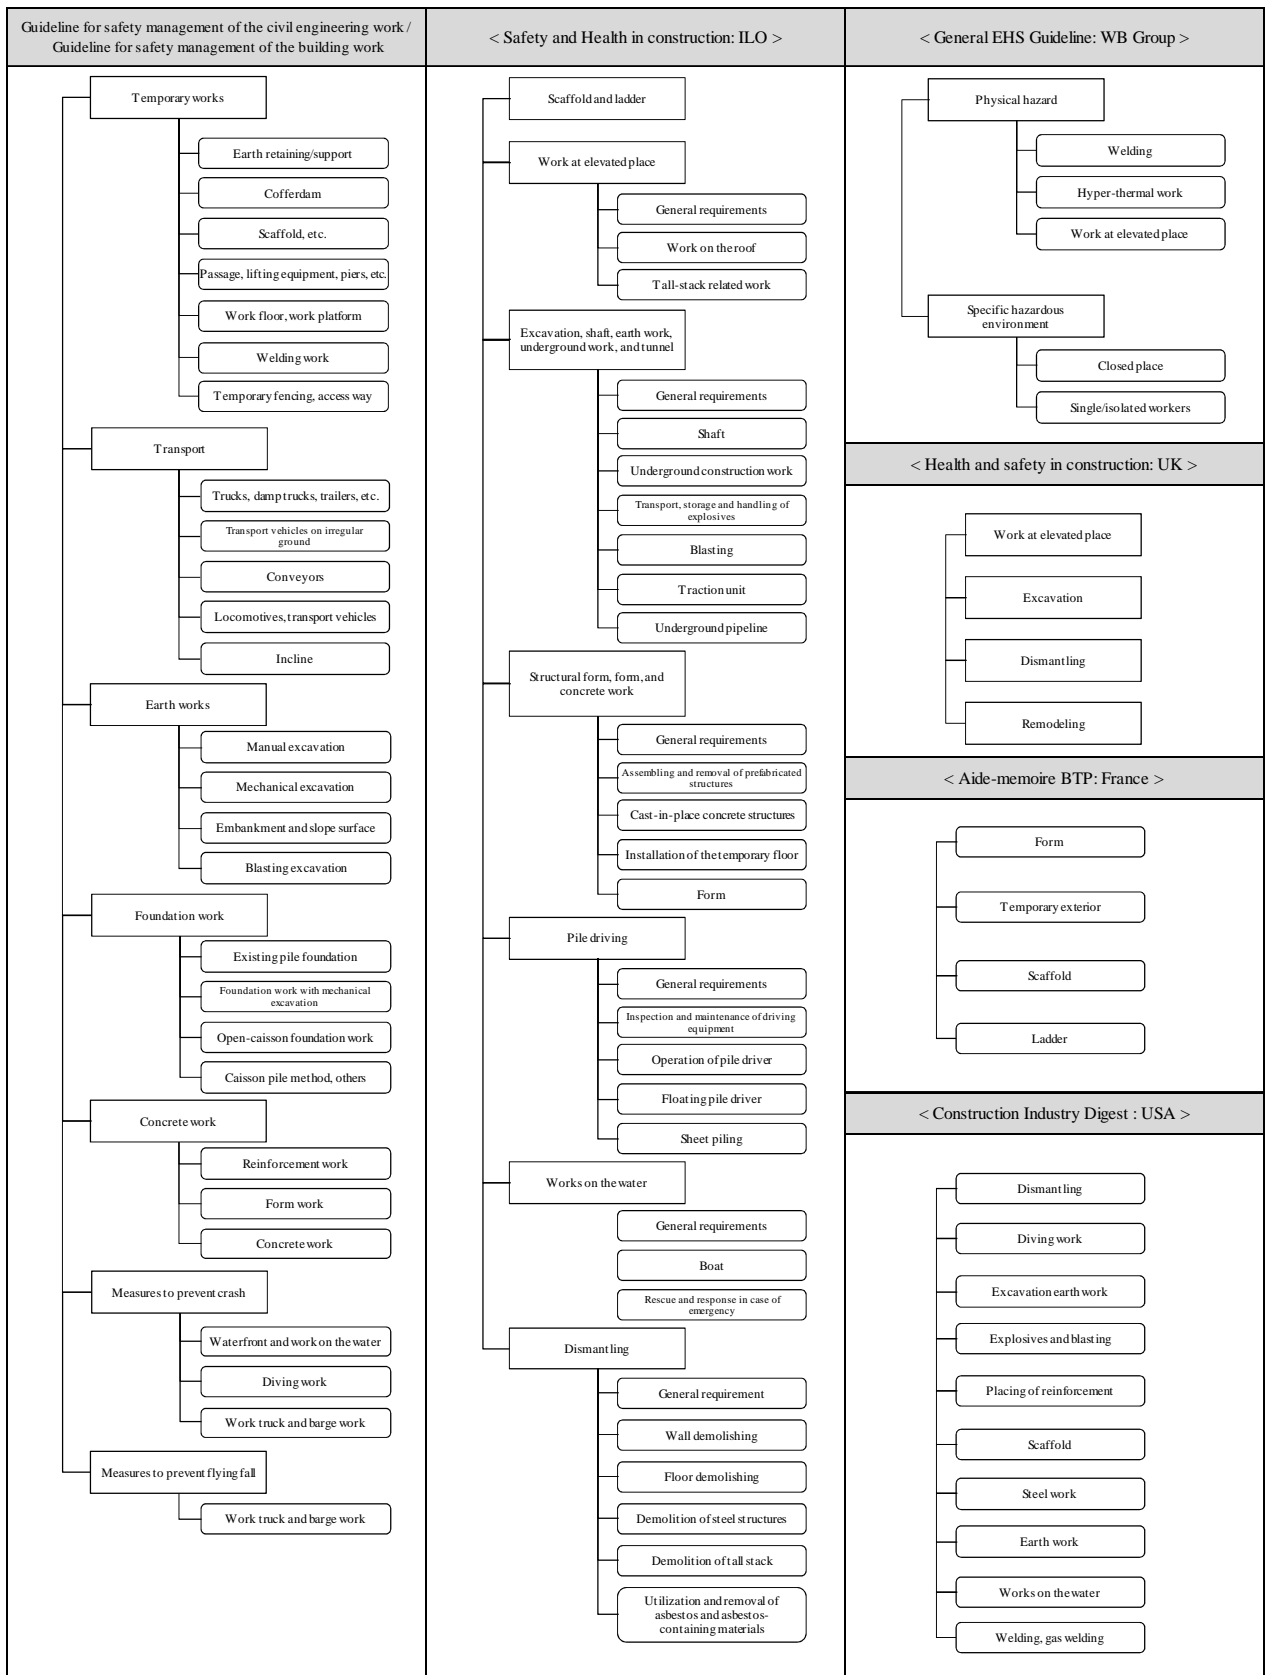 Guideline for safety management of the civil engineering work /
Guideline for safety management of the building work
Temporary works
Earth retaining/support
Cofferdam
Scaffold, etc.
Passage, lifting equipment, piers, etc.
Work floor, work platform
Welding work
Temporary fencing, access way
Transport
Trucks, damp trucks, trailers, etc.
Transport vehicles on irregular
ground
Conveyors
Locomotives, transport vehicles
Incline
Earth works
Manual excavation
Mechanical excavation
Embankment and slope surface
Blasting excavation
Foundation work
Existing pile foundation
Foundation work with mechanical
excavation
Open-caisson foundation work
Caisson pile method, others
Concrete work
Reinforcement work
Form work
Concrete work
Measures to prevent crash
Waterfront and work on the water
Diving work
Work truck and barge work
Measures to prevent flying fall
Work truck and barge work
< Safety and Health in construction: ILO >
Scaffold and ladder
Work at elevated place
General requirements
Work on the roof
Tall-stack related work
Excavation, shaft, earth work,
underground work, and tunnel
General requirements
Shaft
Underground construction work
Transport, storage and handling of
explosives
Blasting
Traction unit
Underground pipeline
Structural form, form, and
concrete work
General requirements
Assembling and removal of prefabricated
structures
Cast-in-place concrete structures
Installation of the temporary floor
Form
Pile driving
General requirements
Inspection and maintenance of driving
equipment
Operation of pile driver
Floating pile driver
Sheet piling
Works on the water
General requirements
Boat
Rescue and response in case of
emergency
Dismantling
General requirement
Wall demolishing
Floor demolishing
Demolition of steel structures
Demolition of tall stack
Utilization and removal of
asbestos and asbestos-
containing materials
< General EHS Guideline: WB Group >
Physical hazard
Welding
Hyper-thermal work
Work at elevated place
Specific hazardous
environment
Closed place
Single/isolated workers
< Health and safety in construction: UK >
Work at elevated place
Excavation
Dismantling
Remodeling
< Aide-memoire BTP: France >
Form
Temporary exterior
Scaffold
Ladder
< Construction Industry Digest : USA >
Dismantling
Diving work
Excavation earth work
Explosives and blasting
Placing of reinforcement
Scaffold
Steel work
Earth work
Works on the water
Welding, gas welding